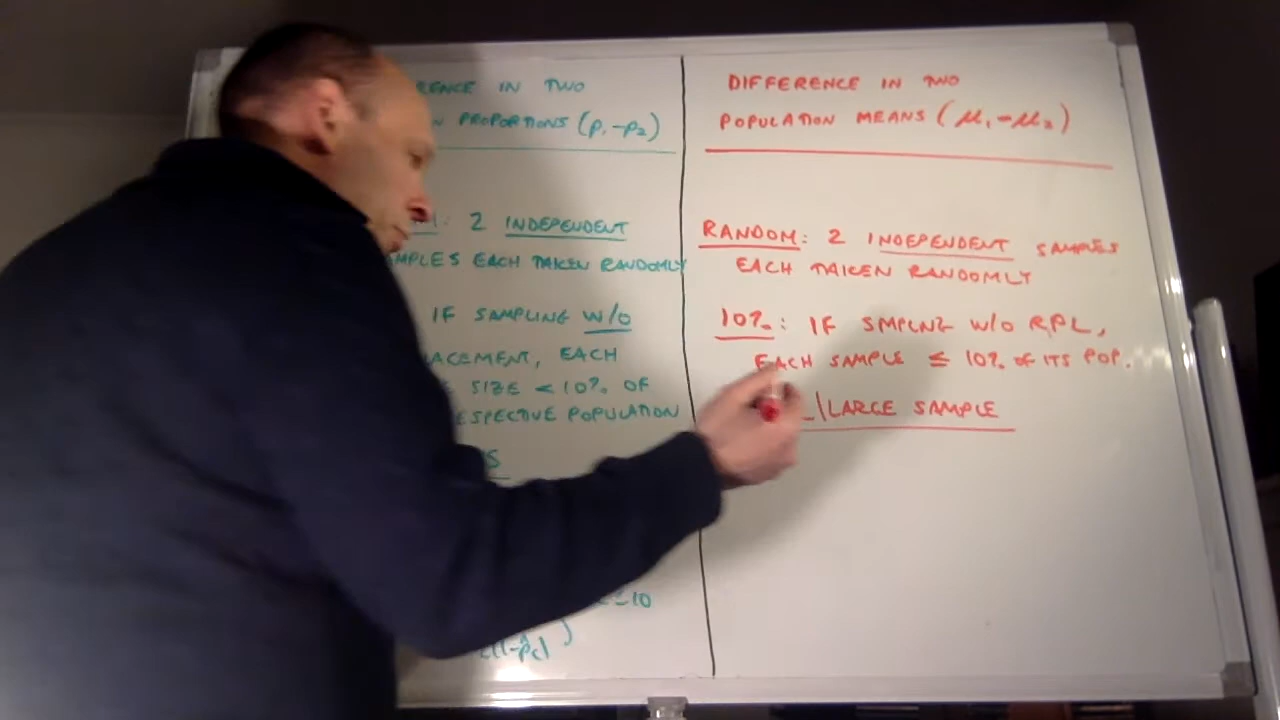 RENCE IN TWO
N PROPORTIONS (p₁-p₂)
: 2 INDEPENDENT
MPLES EACH TAKEN RANDOMLY
IF SAMPLING W/O
LACEMENT, EACH
SIZE <10% OF
ESPECTIVE POPULATION
S
≥10
(1-p̂c))
DIFFERENCE IN TWO
POPULATION MEANS (μ₁-μ₂)
RANDOM: 2 INDEPENDENT SAMPLES
EACH TAKEN RANDOMLY
10%: IF SMPLNG W/O RPL,
EACH SAMPLE ≤ 10% OF ITS POP.
L/LARGE SAMPLE